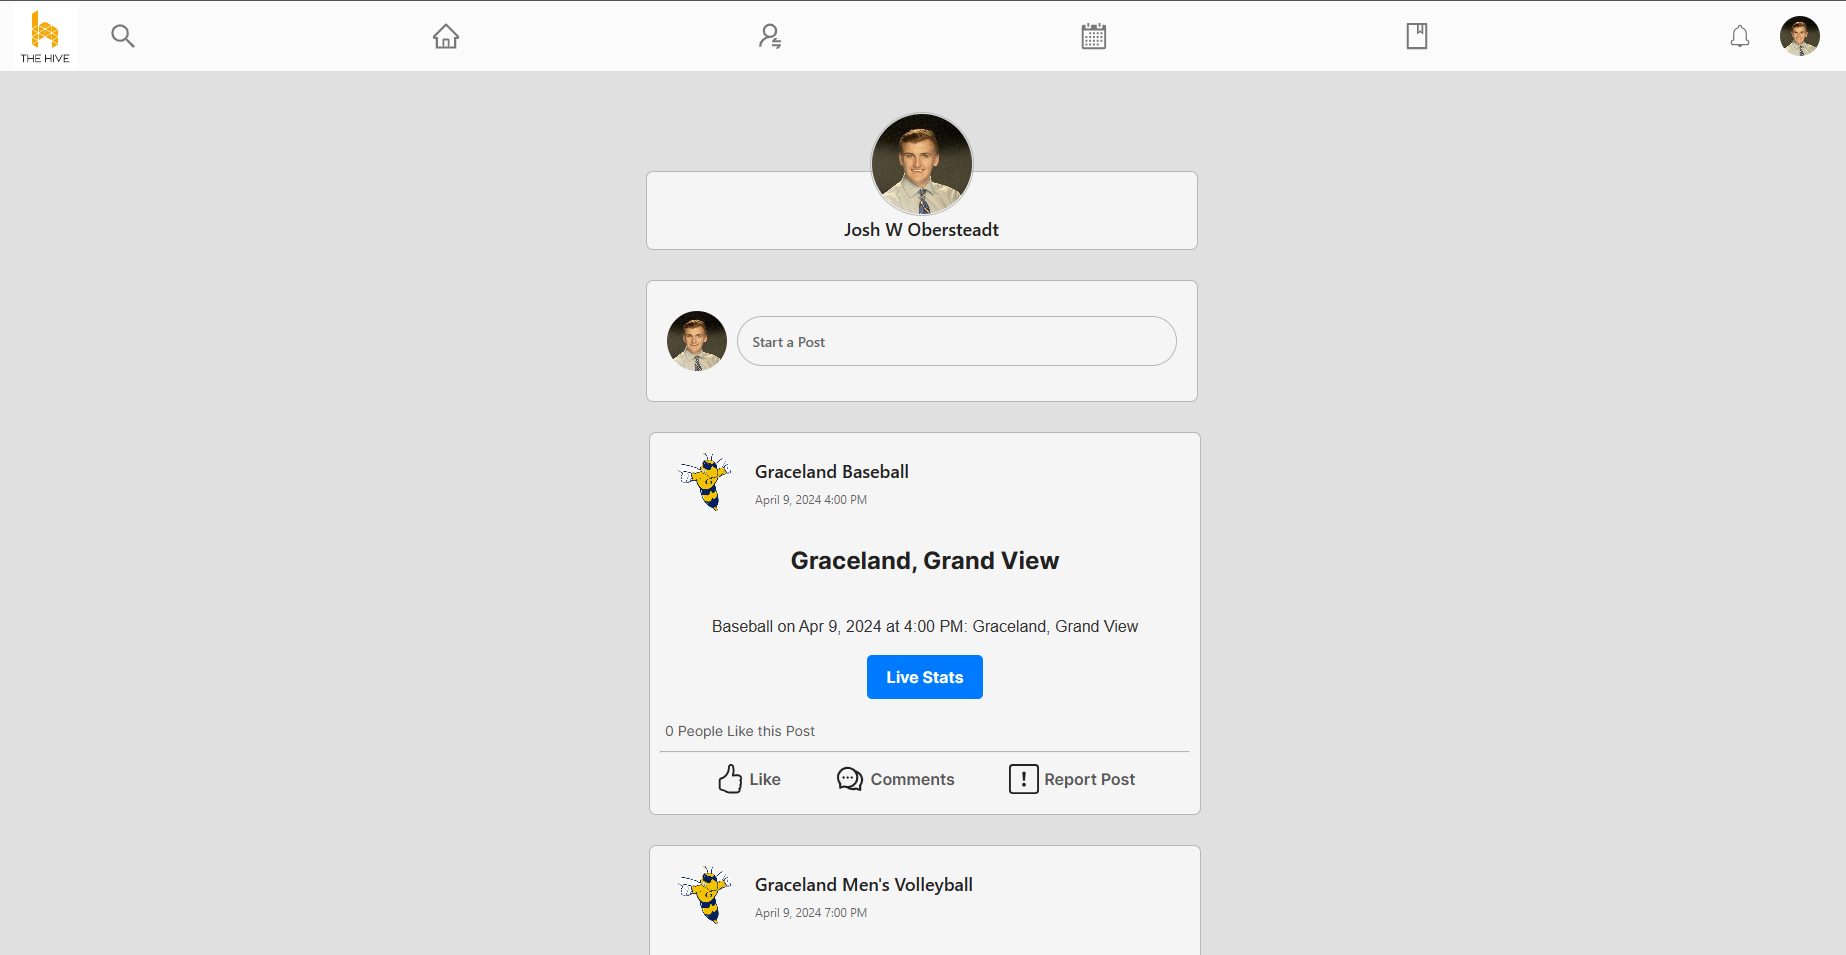 THE HIVE
Josh W Obersteadt
Start a Post
Graceland Baseball
April 9, 2024 4:00 PM
Graceland, Grand View
Baseball on Apr 9, 2024 at 4:00 PM: Graceland, Grand View
Live Stats
0 People Like this Post
Like
Comments
Report Post
Graceland Men's Volleyball
April 9, 2024 7:00 PM